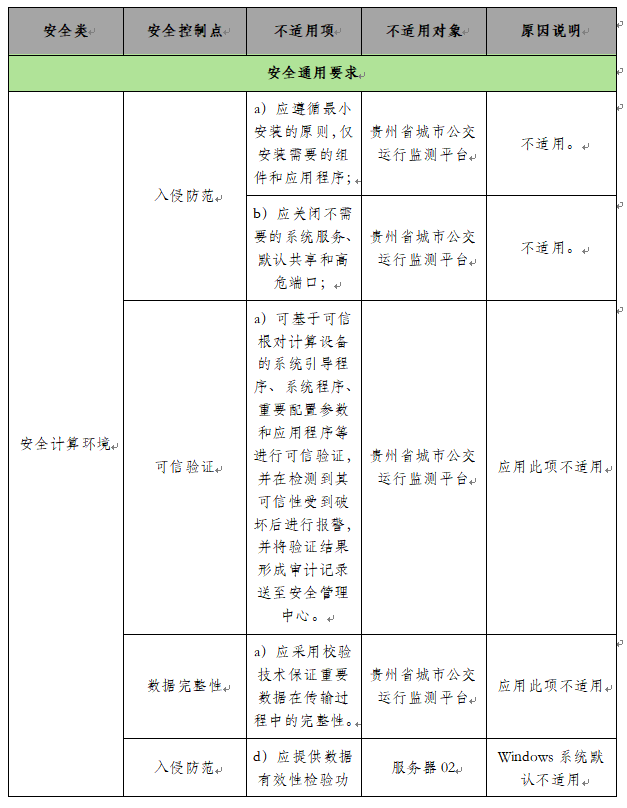 安全类 安全控制点 不适用项 不适用对象 原因说明
安全通用要求
安全计算环境
入侵防范
a）应遵循最小
安装的原则,仅
安装需要的组
件和应用程序；
贵州省城市公交
运行监测平台
不适用。
b）应关闭不需
要的系统服务、
默认共享和高
危端口；
贵州省城市公交
运行监测平台
不适用。
可信验证
a）可基于可信
根对计算设备
的系统引导程
序、系统程序、
重要配置参数
和应用程序等
进行可信验证,
并在检测到其
可信性受到破
坏后进行报警,
并将验证结果
形成审计记录
送至安全管理
中心。
贵州省城市公交
运行监测平台
应用此项不适用
数据完整性
a）应采用校验
技术保证重要
数据在传输过
程中的完整性。
贵州省城市公交
运行监测平台
应用此项不适用
入侵防范
d）应提供数据
有效性检验功
服务器 02
Windows 系统默
认不适用